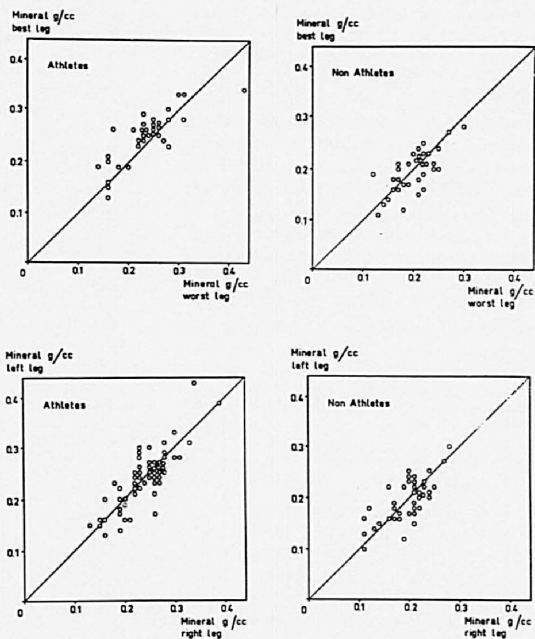 Mineral g/cc
best leg
Athletes
0.4
0.3
0.2
0.1
0
0.1
0.2
0.3
0.4
Mineral g/cc
worst leg
Mineral g/cc
best leg
Non Athletes
0.4
0.3
0.2
0.1
0
0.1
0.2
0.3
0.4
Mineral g/cc
worst leg
Mineral g/cc
left leg
Athletes
0.4
0.3
0.2
0.1
0
0.1
0.2
0.3
0.4
Mineral g/cc
right leg
Mineral g/cc
left leg
Non Athletes
0.4
0.3
0.2
0.1
0
0.1
0.2
0.3
0.4
Mineral g/cc
right leg